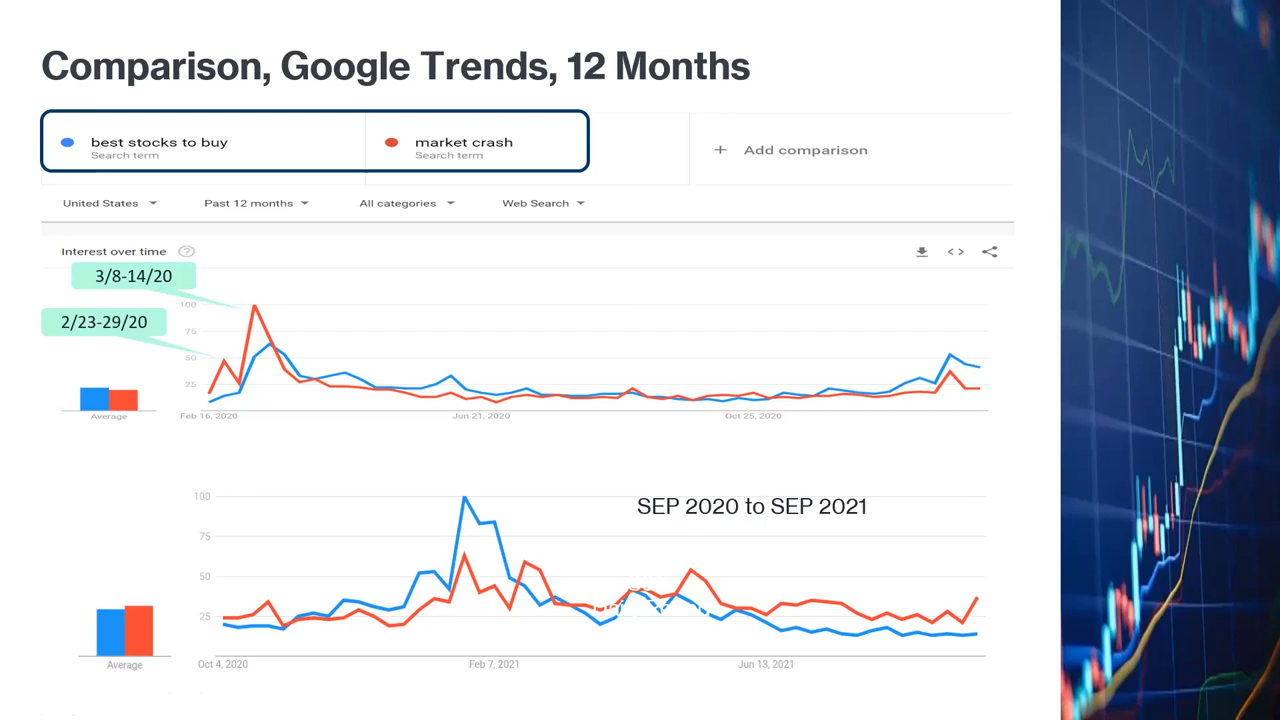 Comparison, Google Trends, 12 Months
best stocks to buy
Search term
market crash
Search term
+ Add comparison
United States
Past 12 months
All categories
Web Search
Interest over time ?
3/8-14/20
2/23-29/20
100
75
50
25
Average
Feb 16, 2020
Jun 21, 2020
Oct 25, 2020
SEP 2020 to SEP 2021
100
75
50
25
Average
Oct 4, 2020
Feb 7, 2021
Jun 13, 2021